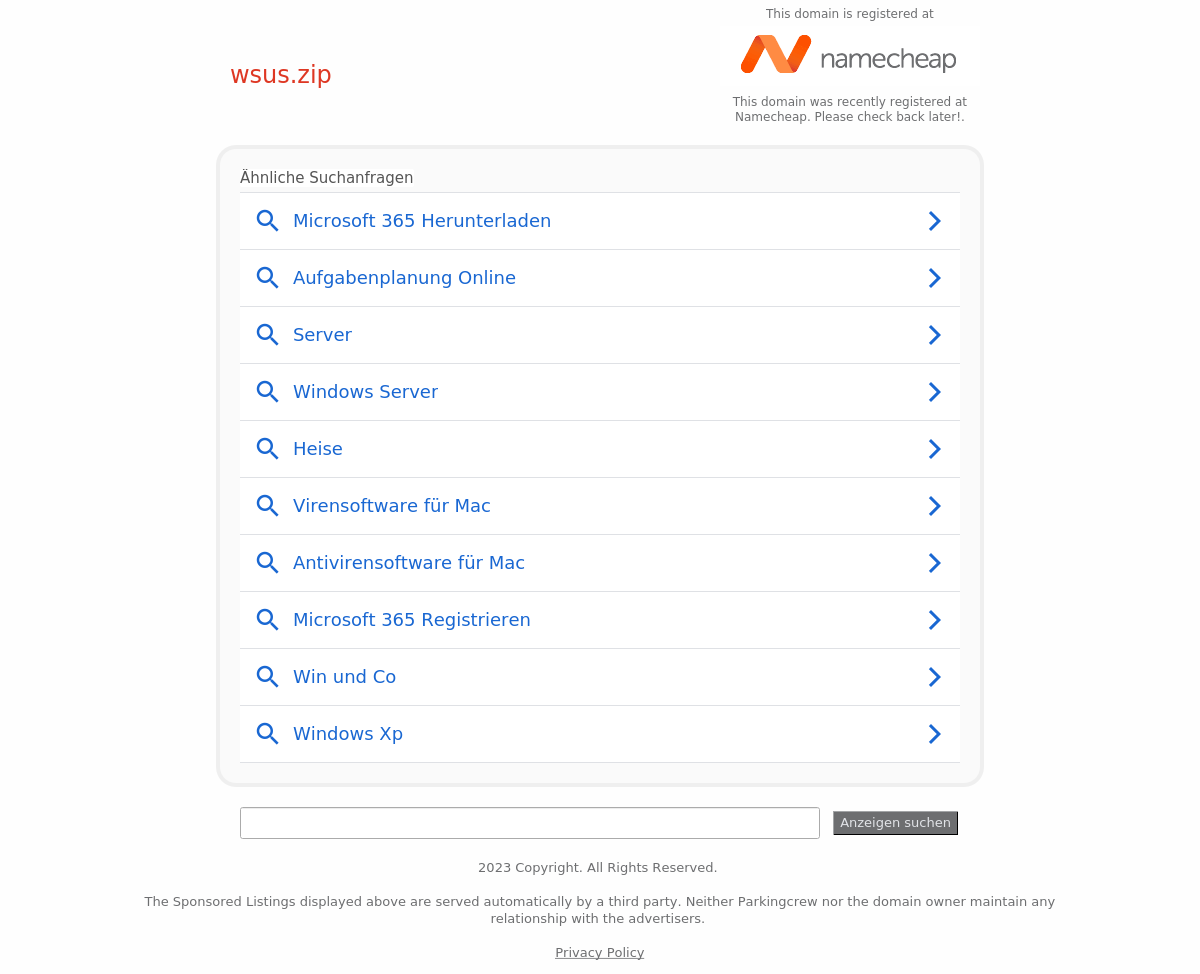 This domain is registered at
namecheap
wsus.zip
This domain was recently registered at
Namecheap. Please check back later!.
Ähnliche Suchanfragen
Microsoft 365 Herunterladen
Aufgabenplanung Online
Server
Windows Server
Heise
Virensoftware für Mac
Antivirensoftware für Mac
Microsoft 365 Registrieren
Win und Co
Windows Xp
Anzeigen suchen
2023 Copyright. All Rights Reserved.
The Sponsored Listings displayed above are served automatically by a third party. Neither Parkingcrew nor the domain owner maintain any
relationship with the advertisers.
Privacy Policy